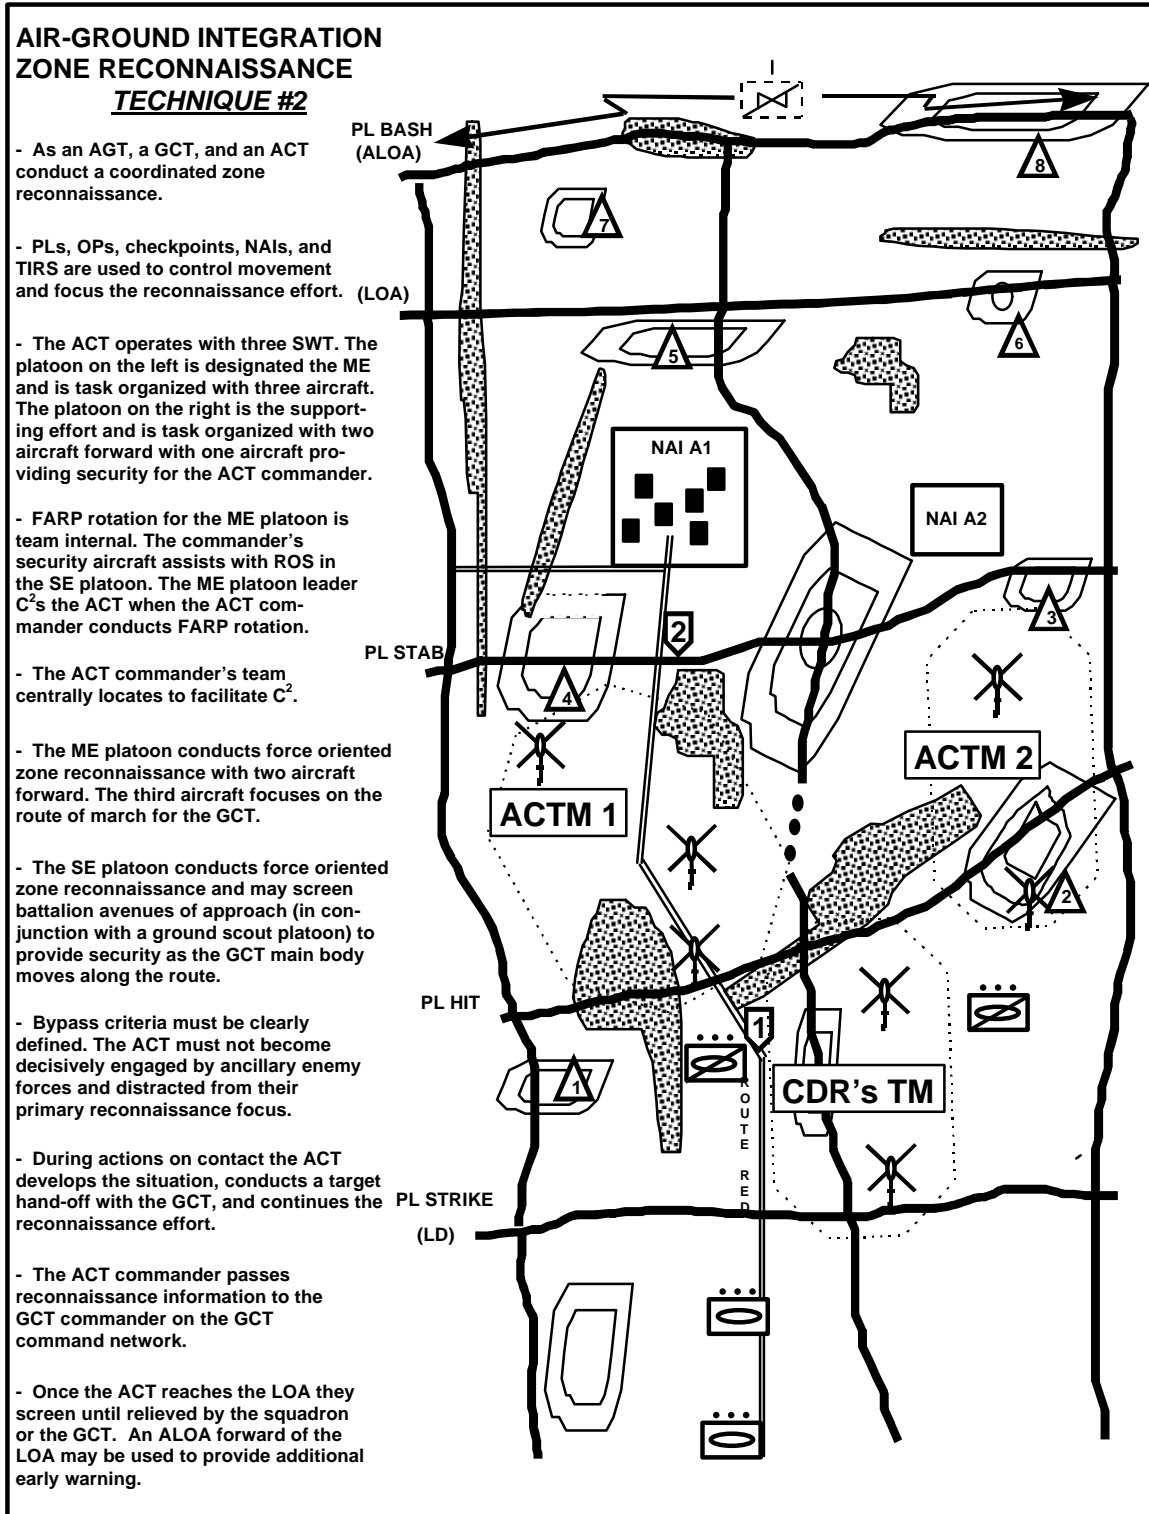 AIR-GROUND INTEGRATION
ZONE RECONNAISSANCE
TECHNIQUE #2
- As an AGT, a GCT, and an ACT
conduct a coordinated zone
reconnaissance.
- PLs, OPs, checkpoints, NAIs, and
TIRS are used to control movement
and focus the reconnaissance effort.
- The ACT operates with three SWT. The
platoon on the left is designated the ME
and is task organized with three aircraft.
The platoon on the right is the support-
ing effort and is task organized with two
aircraft forward with one aircraft pro-
viding security for the ACT commander.
- FARP rotation for the ME platoon is
team internal. The commander's
security aircraft assists with ROS in
the SE platoon. The ME platoon leader
C²s the ACT when the ACT com-
mander conducts FARP rotation.
- The ACT commander's team
centrally locates to facilitate C².
- The ME platoon conducts force oriented
zone reconnaissance with two aircraft
forward. The third aircraft focuses on the
route of march for the GCT.
- The SE platoon conducts force oriented
zone reconnaissance and may screen
battalion avenues of approach (in con-
junction with a ground scout platoon) to
provide security as the GCT main body
moves along the route.
- Bypass criteria must be clearly
defined. The ACT must not become
decisively engaged by ancillary enemy
forces and distracted from their
primary reconnaissance focus.
- During actions on contact the ACT
develops the situation, conducts a target
hand-off with the GCT, and continues the
reconnaissance effort.
- The ACT commander passes
reconnaissance information to the
GCT commander on the GCT
command network.
- Once the ACT reaches the LOA they
screen until relieved by the squadron
or the GCT. An ALOA forward of the
LOA may be used to provide additional
early warning.
I
PL BASH
(ALOA)
8
7
(LOA)
6
5
NAI A1
NAI A2
3
2
PL STAB
4
ACTM 2
ACTM 1
2
PL HIT
1
1
CDR's TM
ROUTE RED
PL STRIKE
(LD)